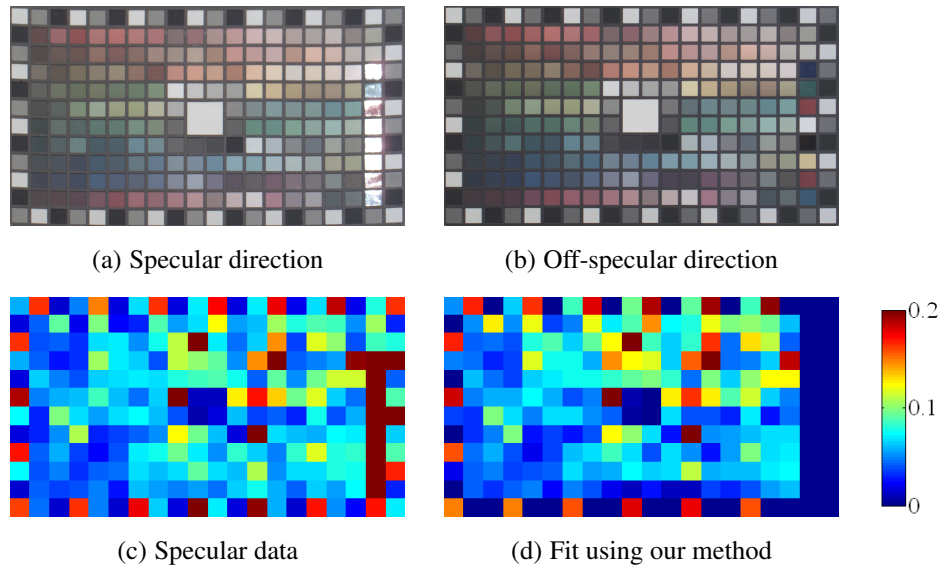 (a) Specular direction
(b) Off-specular direction
0.2
0.1
0
(c) Specular data
(d) Fit using our method